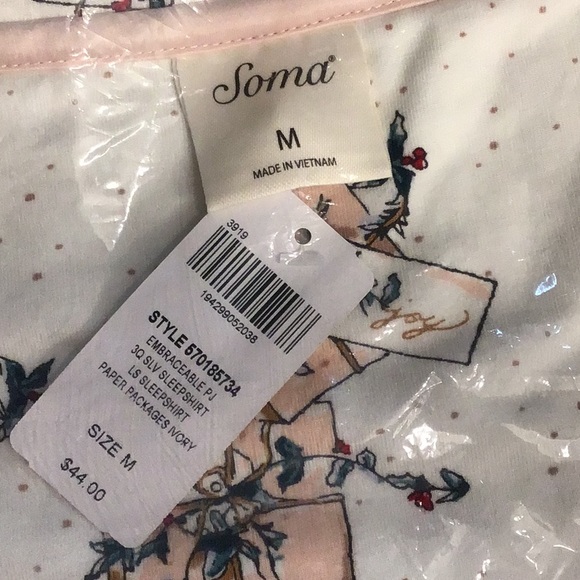 Soma®
M
MADE IN VIETNAM
3919
194299052038
STYLE 570185734
EMBRACEABLE PJ
3Q SLV SLEEPSHIRT
LS SLEEPSHIRT
PAPER PACKAGES IVORY
SIZE M
$44.00
joy